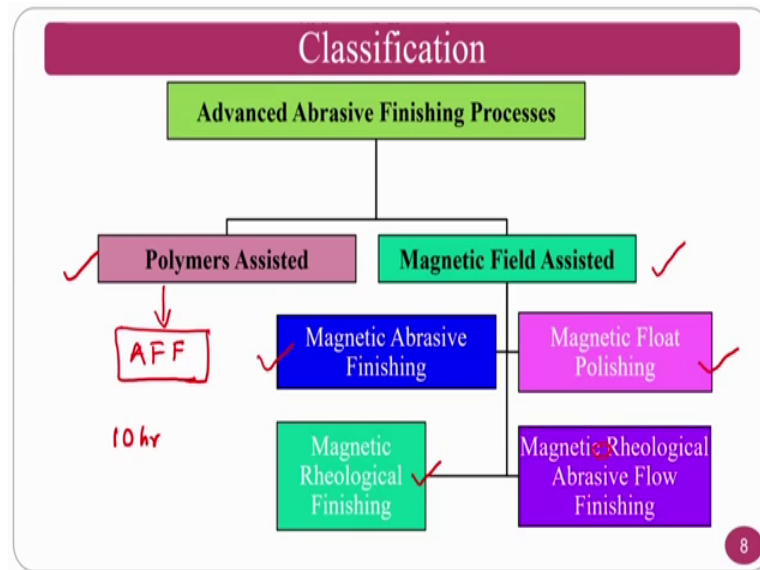 Classification
Advanced Abrasive Finishing Processes
Polymers Assisted
Magnetic Field Assisted
AFF
Magnetic Abrasive
Finishing
Magnetic Float
Polishing
10 hr
Magnetic
Rheological
Finishing
Magnetic Rheological
Abrasive Flow
Finishing
8